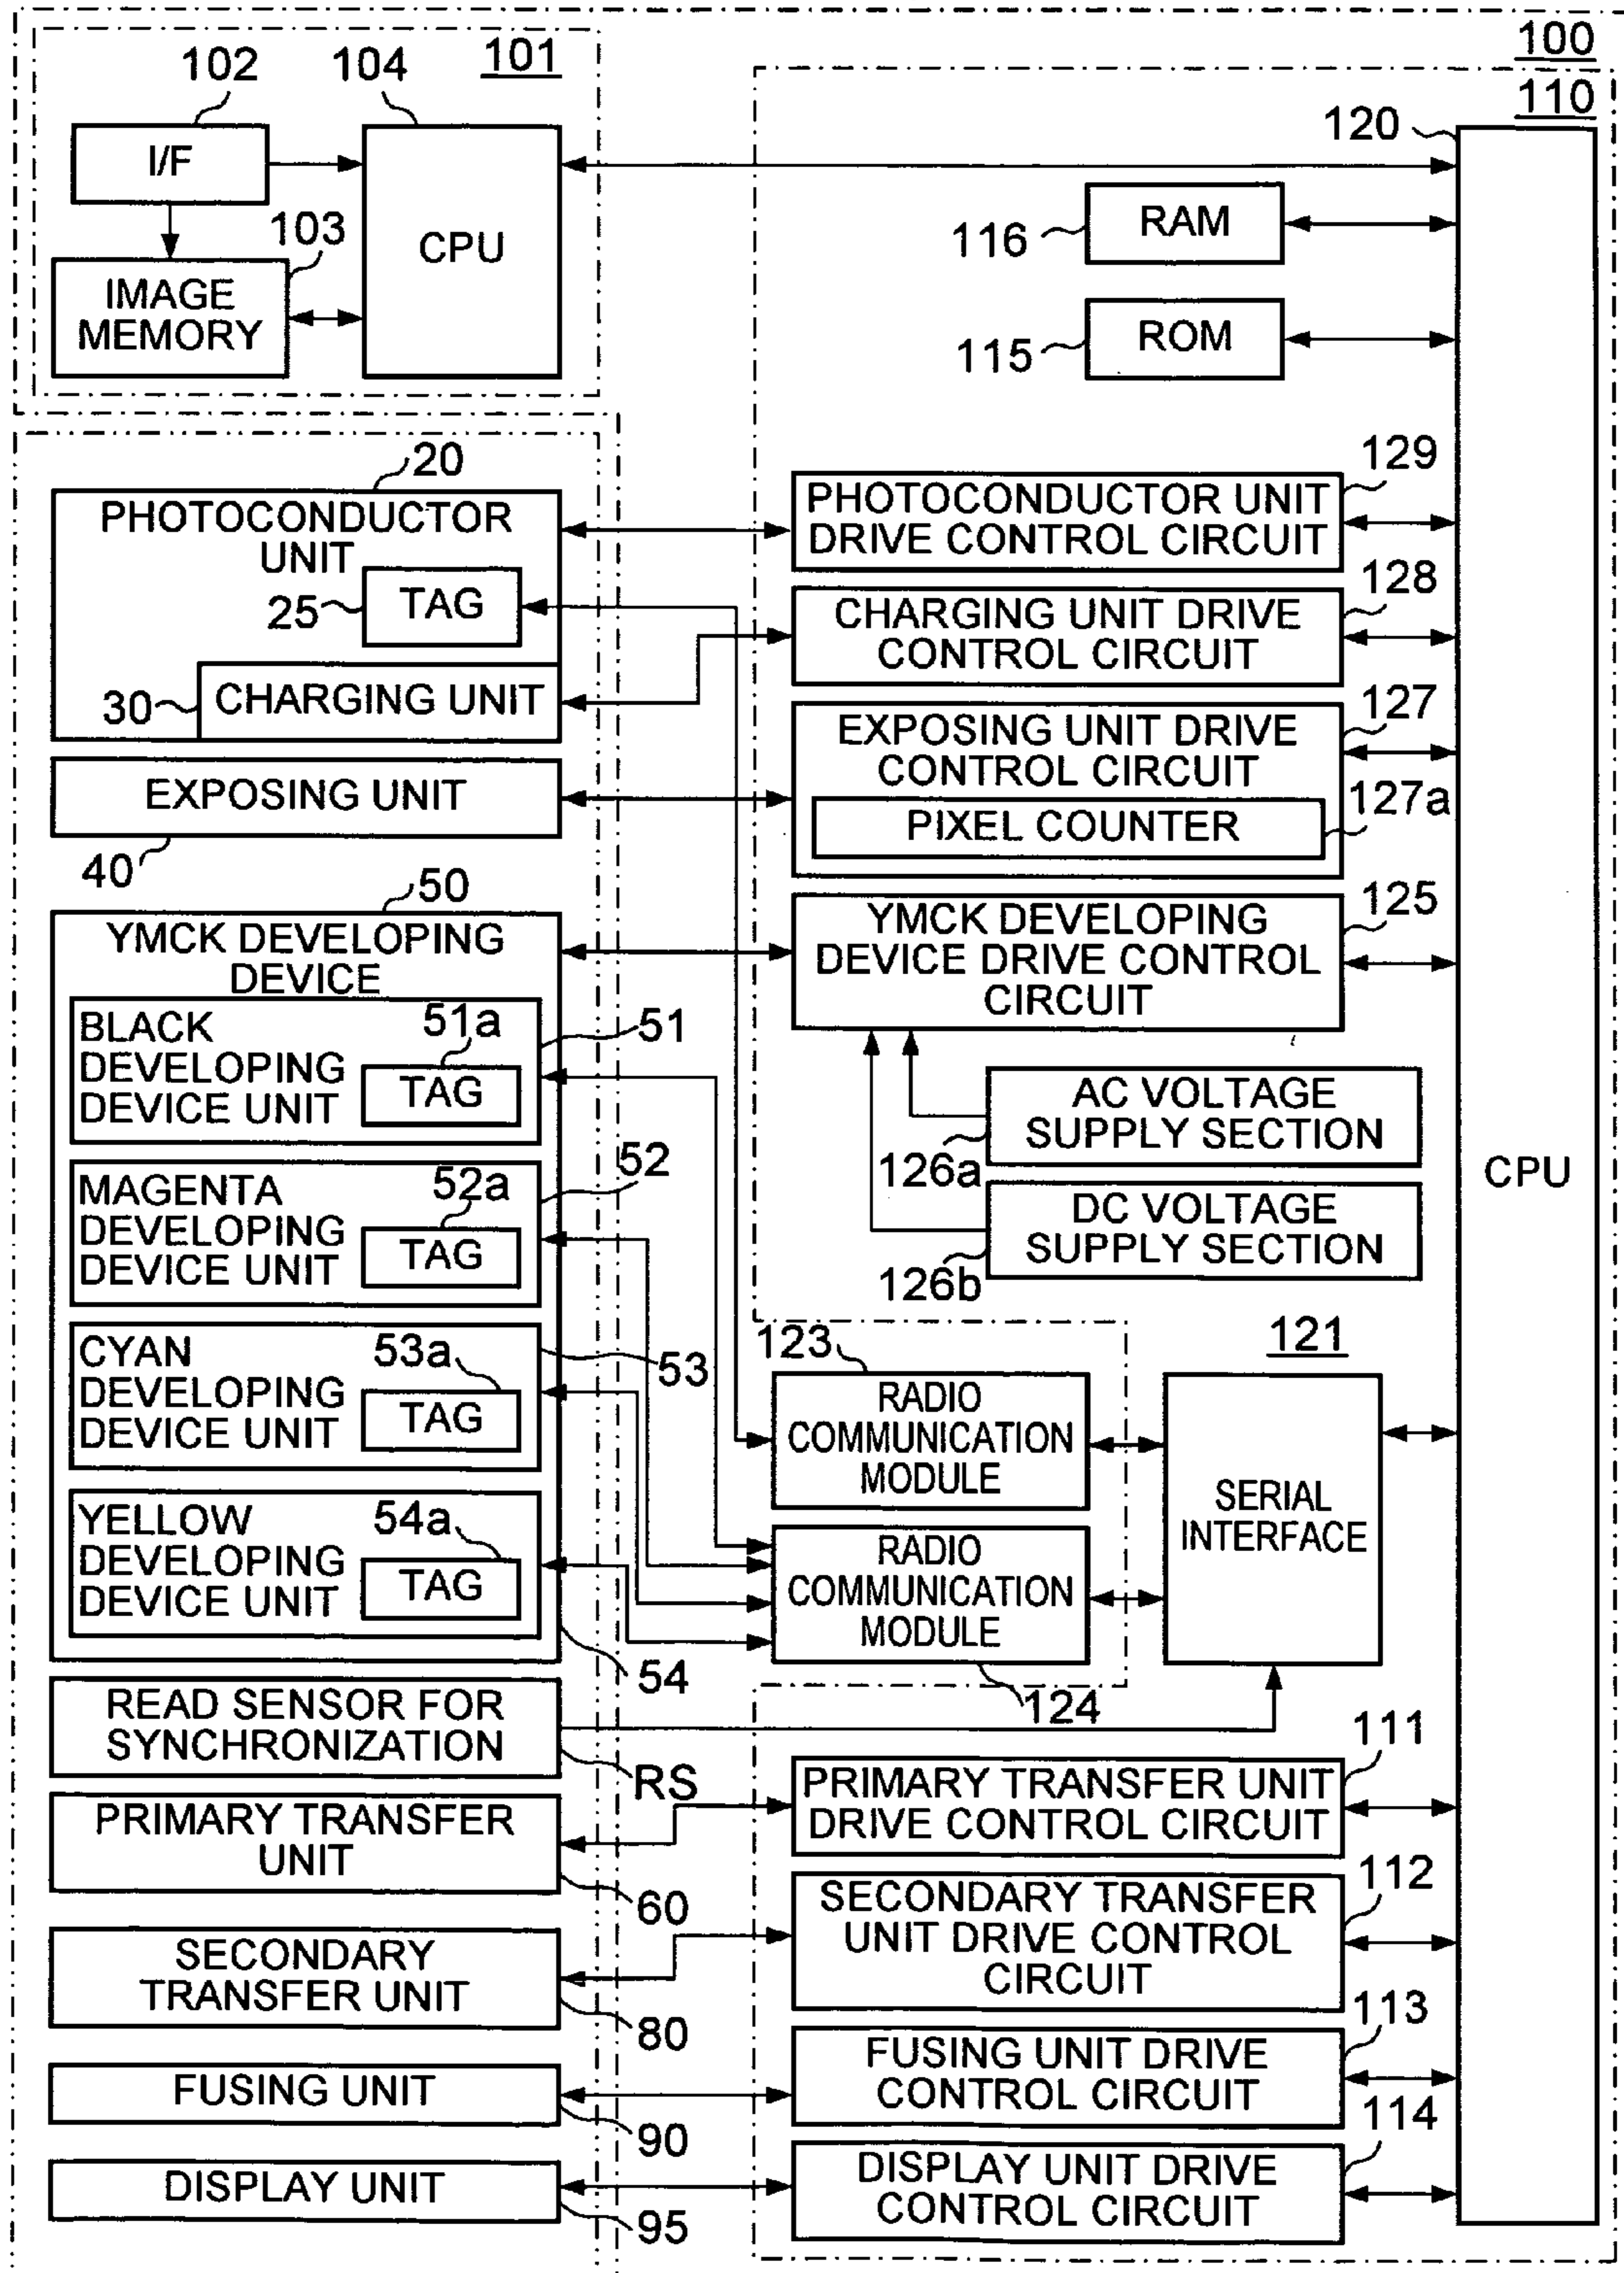 100
101
102
104
I/F
CPU
103
IMAGE
MEMORY
110
120
116
RAM
115
ROM
CPU
20
PHOTOCONDUCTOR
UNIT
25
TAG
30
CHARGING UNIT
EXPOSING UNIT
40
50
YMCK DEVELOPING
DEVICE
BLACK
DEVELOPING
DEVICE UNIT
51a
TAG
51
MAGENTA
DEVELOPING
DEVICE UNIT
52a
TAG
52
CYAN
DEVELOPING
DEVICE UNIT
53a
TAG
53
YELLOW
DEVELOPING
DEVICE UNIT
54a
TAG
54
READ SENSOR FOR
SYNCHRONIZATION
RS
PRIMARY TRANSFER
UNIT
60
SECONDARY
TRANSFER UNIT
80
FUSING UNIT
90
DISPLAY UNIT
95
129
PHOTOCONDUCTOR UNIT
DRIVE CONTROL CIRCUIT
128
CHARGING UNIT DRIVE
CONTROL CIRCUIT
127
EXPOSING UNIT DRIVE
CONTROL CIRCUIT
127a
PIXEL COUNTER
125
YMCK DEVELOPING
DEVICE DRIVE CONTROL
CIRCUIT
AC VOLTAGE
SUPPLY SECTION
126a
DC VOLTAGE
SUPPLY SECTION
126b
123
RADIO
COMMUNICATION
MODULE
121
SERIAL
INTERFACE
RADIO
COMMUNICATION
MODULE
124
111
PRIMARY TRANSFER UNIT
DRIVE CONTROL CIRCUIT
112
SECONDARY TRANSFER
UNIT DRIVE CONTROL
CIRCUIT
113
FUSING UNIT DRIVE
CONTROL CIRCUIT
114
DISPLAY UNIT DRIVE
CONTROL CIRCUIT